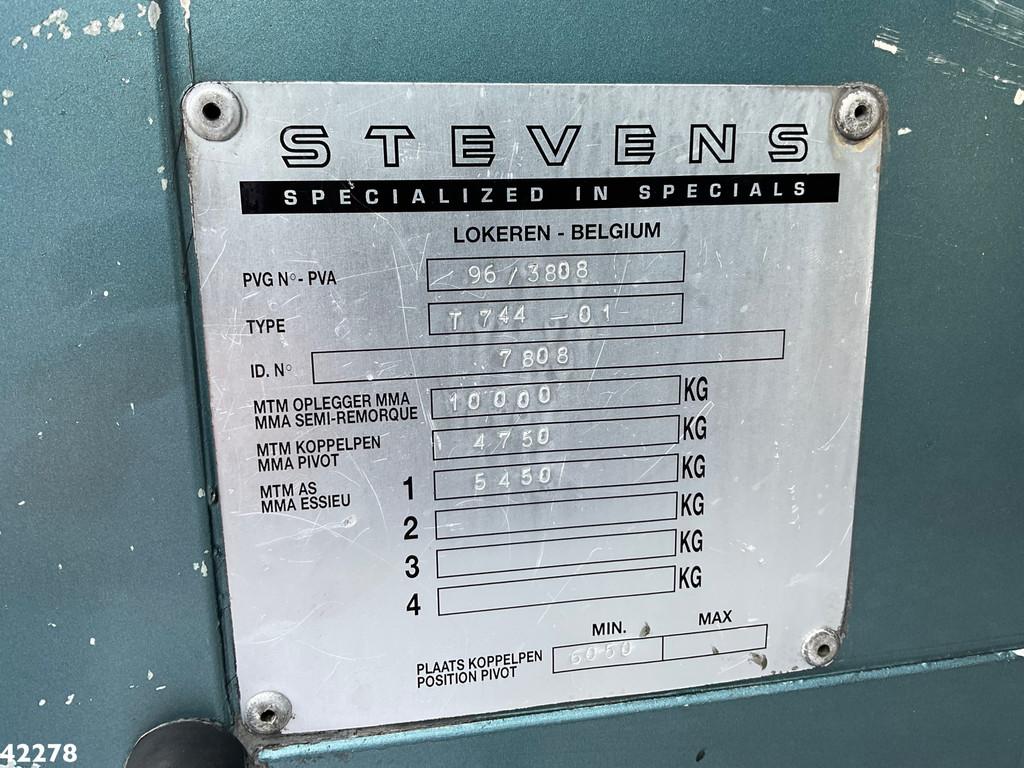 STEVENS
SPECIALIZED IN SPECIALS
LOKEREN - BELGIUM
PVG N° - PVA 96/3808
TYPE T 744 - 01
ID. N° 7808
MTM OPLEGGER MMA
MMA SEMI-REMORQUE 10000 KG
MTM KOPPELPEN
MMA PIVOT 4750 KG
MTM AS
MMA ESSIEU 1 5450 KG
2 KG
3 KG
4 KG
MIN. MAX
PLAATS KOPPELPEN
POSITION PIVOT 6050
42278